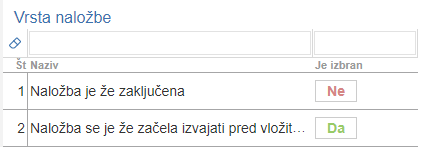 Vrsta naložbe
Št Naziv Je izbran
1 Naložba je že zaključena Ne
2 Naložba se je že začela izvajati pred vložit... Da